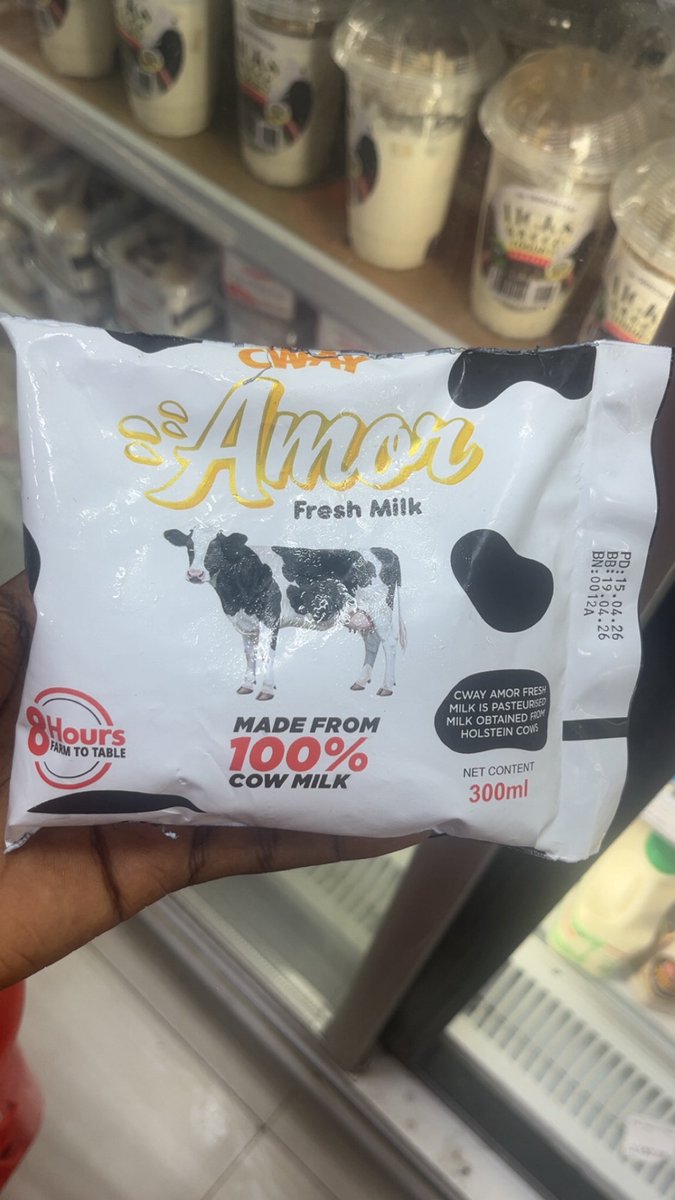 CWAY
Amor
Fresh Milk
PD:15.04.26
BB:19.04.26
BN:0012A
8Hours
FARM TO TABLE
MADE FROM
100%
COW MILK
CWAY AMOR FRESH
MILK IS PASTEURISED
MILK OBTAINED FROM
HOLSTEIN COWS
NET CONTENT
300ml